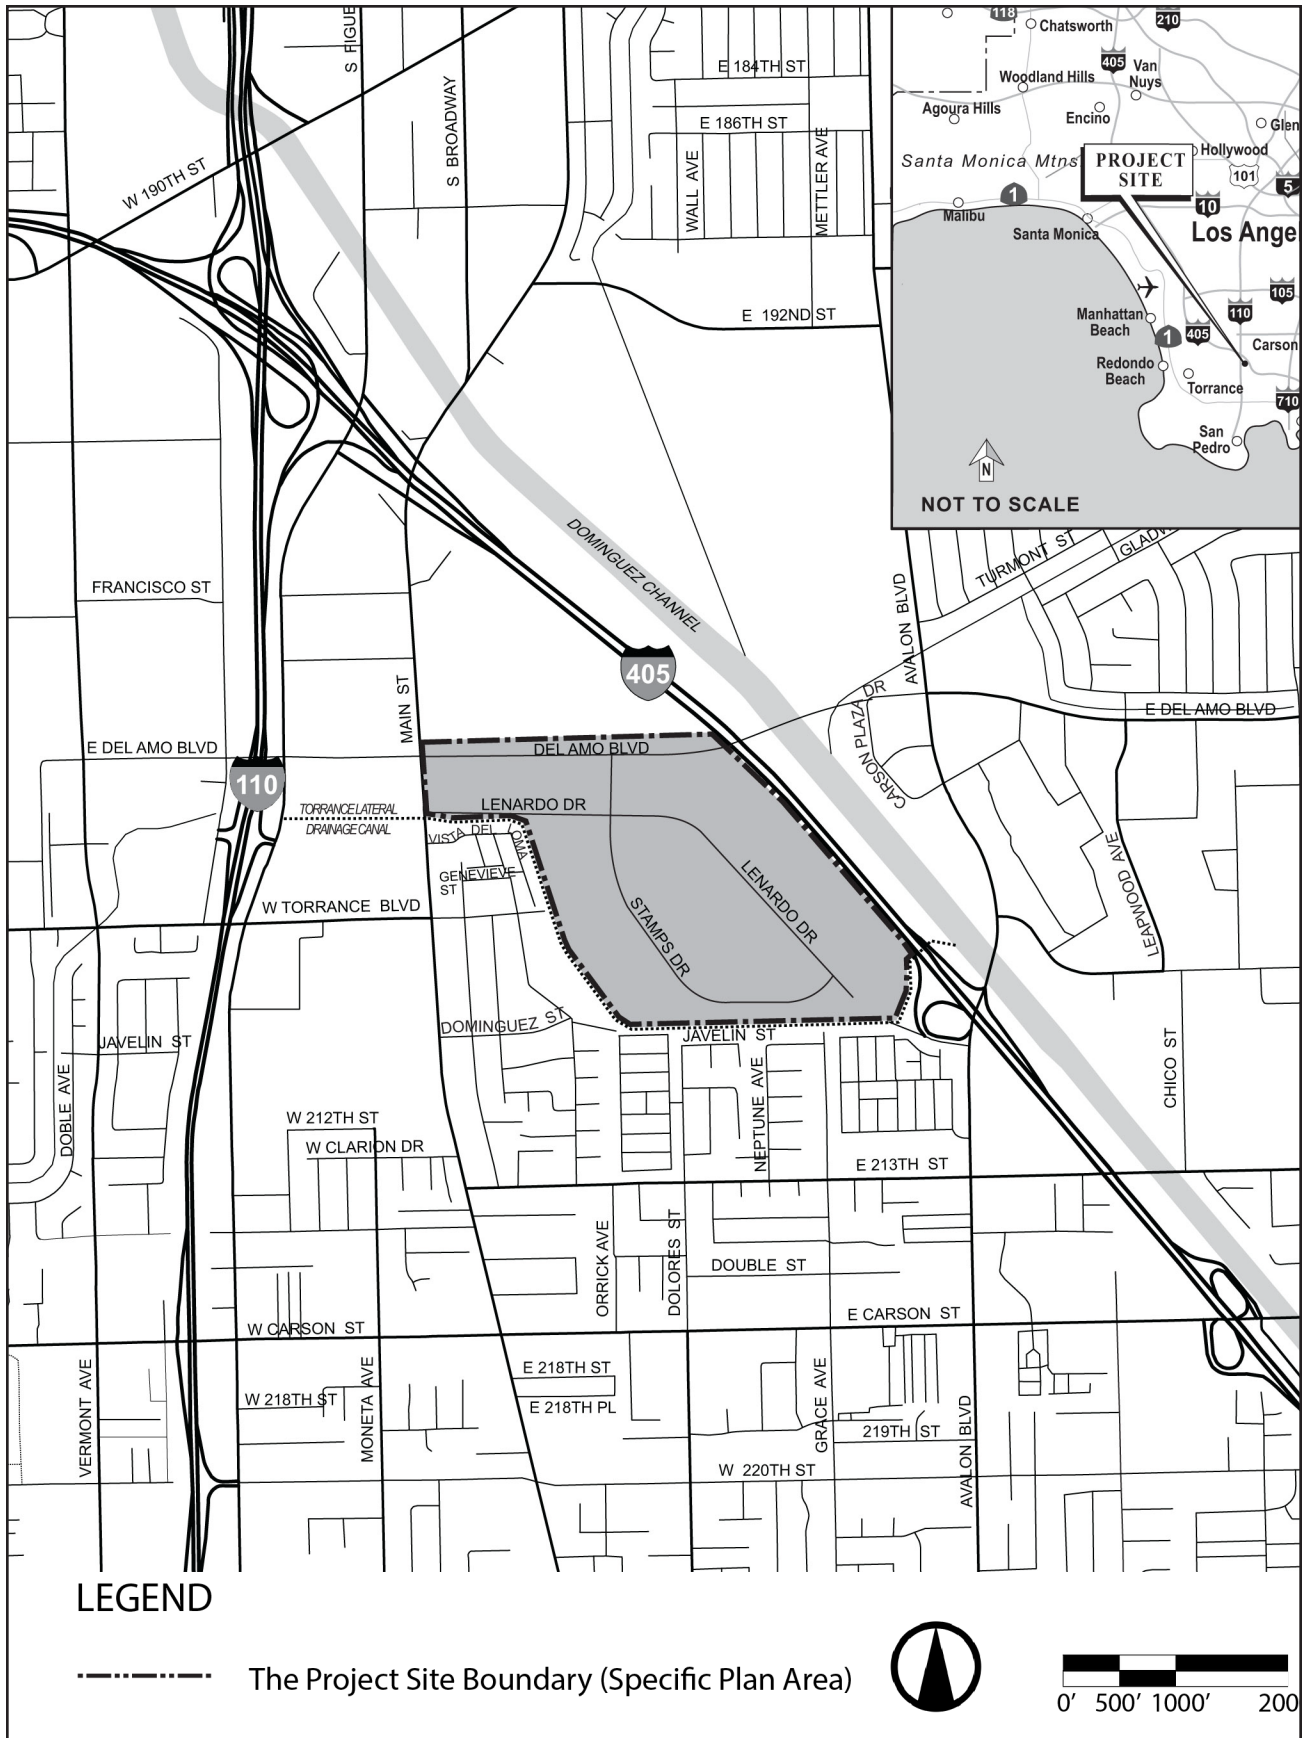 S FIGUE
S BROADWAY
W 190TH ST
E 184TH ST
E 186TH ST
WALL AVE
METTLER AVE
E 192ND ST
118
Chatsworth
210
405
Van
Nuys
Woodland Hills
Agoura Hills
Encino
Glen
Hollywood
Santa Monica Mtns
PROJECT
SITE
101
5
1
10
Malibu
Santa Monica
Los Ange
105
110
Manhattan
Beach
1
405
Carson
Redondo
Beach
Torrance
710
San
Pedro
N
NOT TO SCALE
DOMINGUEZ CHANNEL
TURMONT ST
GLADW
FRANCISCO ST
AVALON BLVD
405
MAIN ST
CARSON PLAZA DR
E DEL AMO BLVD
E DEL AMO BLVD
DEL AMO BLVD
110
TORRANCE LATERAL
DRAINAGE CANAL
LENARDO DR
VISTA DEL LOMA
GENEVIEVE
ST
LENARDO DR
LEAPWOOD AVE
W TORRANCE BLVD
STAMPS DR
DOMINGUEZ ST
JAVELIN ST
JAVELIN ST
DOBLE AVE
NEPTUNE AVE
CHICO ST
W 212TH ST
W CLARION DR
E 213TH ST
ORRICK AVE
DOLORES ST
DOUBLE ST
E CARSON ST
W CARSON ST
VERMONT AVE
MONETA AVE
W 218TH ST
E 218TH ST
E 218TH PL
GRACE AVE
219TH ST
AVALON BLVD
W 220TH ST
LEGEND
The Project Site Boundary (Specific Plan Area)
0' 500' 1000' 200